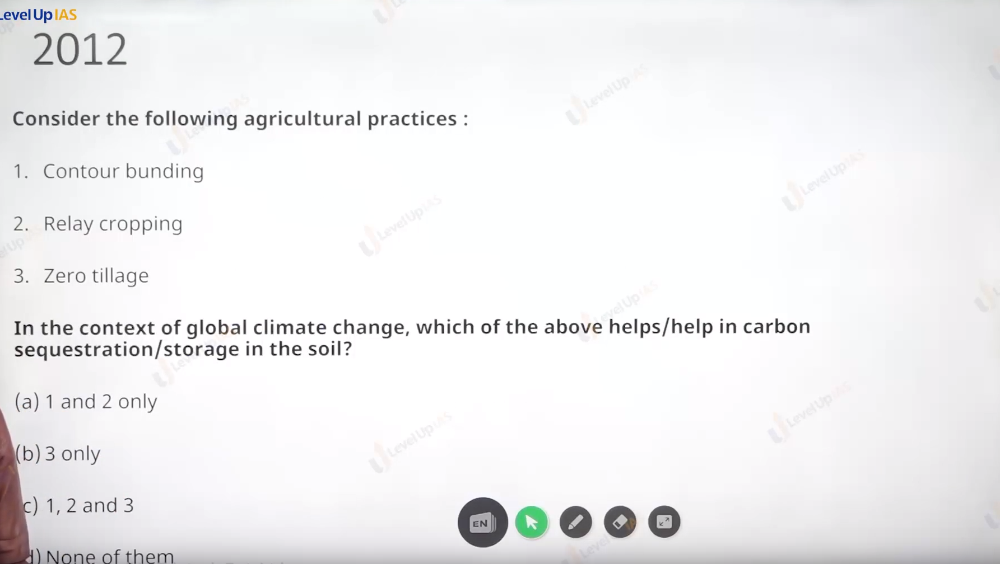 LevelUp IAS
2012
Consider the following agricultural practices :
1. Contour bunding
2. Relay cropping
3. Zero tillage
In the context of global climate change, which of the above helps/help in carbon
sequestration/storage in the soil?
(a) 1 and 2 only
(b) 3 only
c) 1, 2 and 3
d) None of them
EN